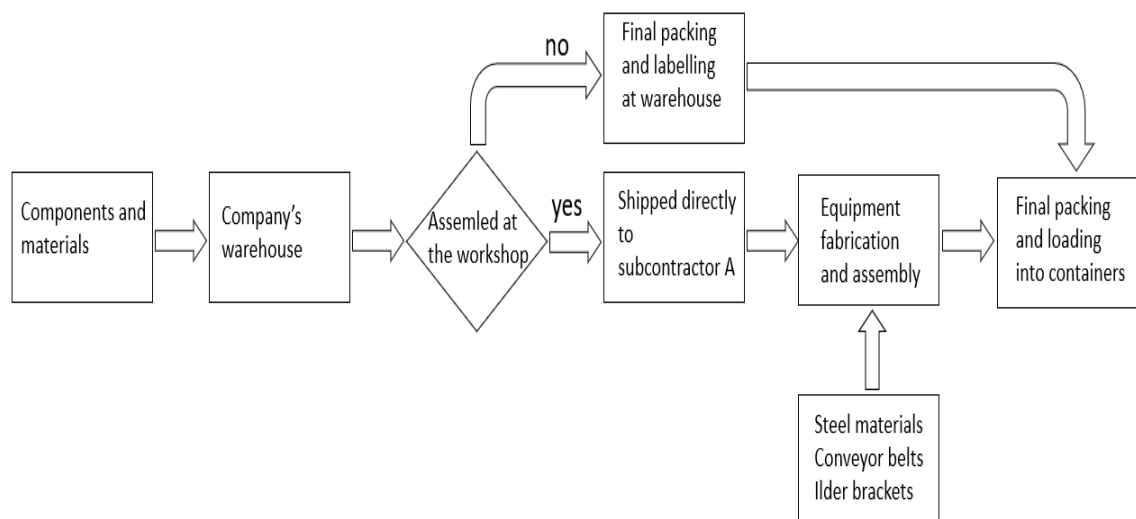 no
Final packing
and labelling
at warehouse
Components and
materials
Company's
warehouse
Assemled at
the workshop
yes
Shipped directly
to
subcontractor A
Equipment
fabrication
and assembly
Final packing
and loading
into containers
Steel materials
Conveyor belts
Ilder brackets